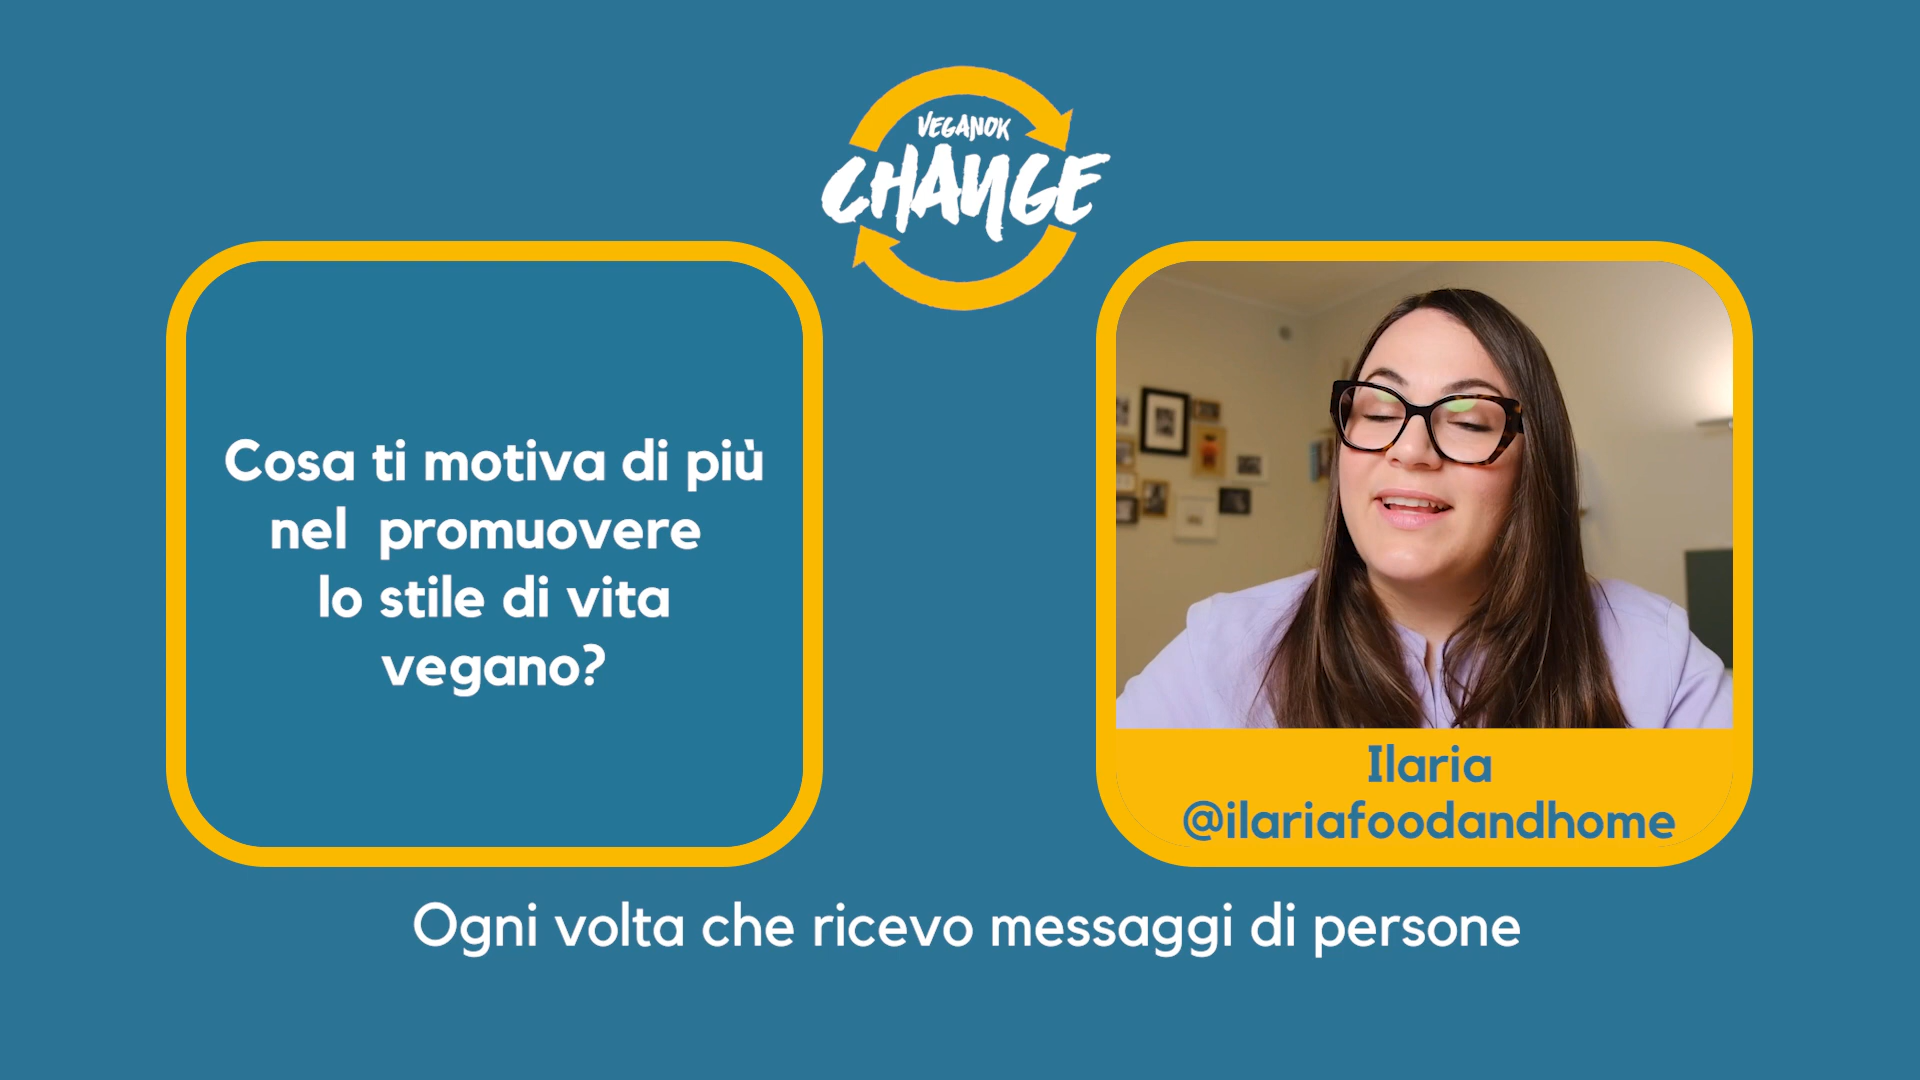 VEGANOK
CHANGE
Cosa ti motiva di più
nel promuovere
lo stile di vita
vegano?
Ilaria
@ilariafoodandhome
Ogni volta che ricevo messaggi di persone